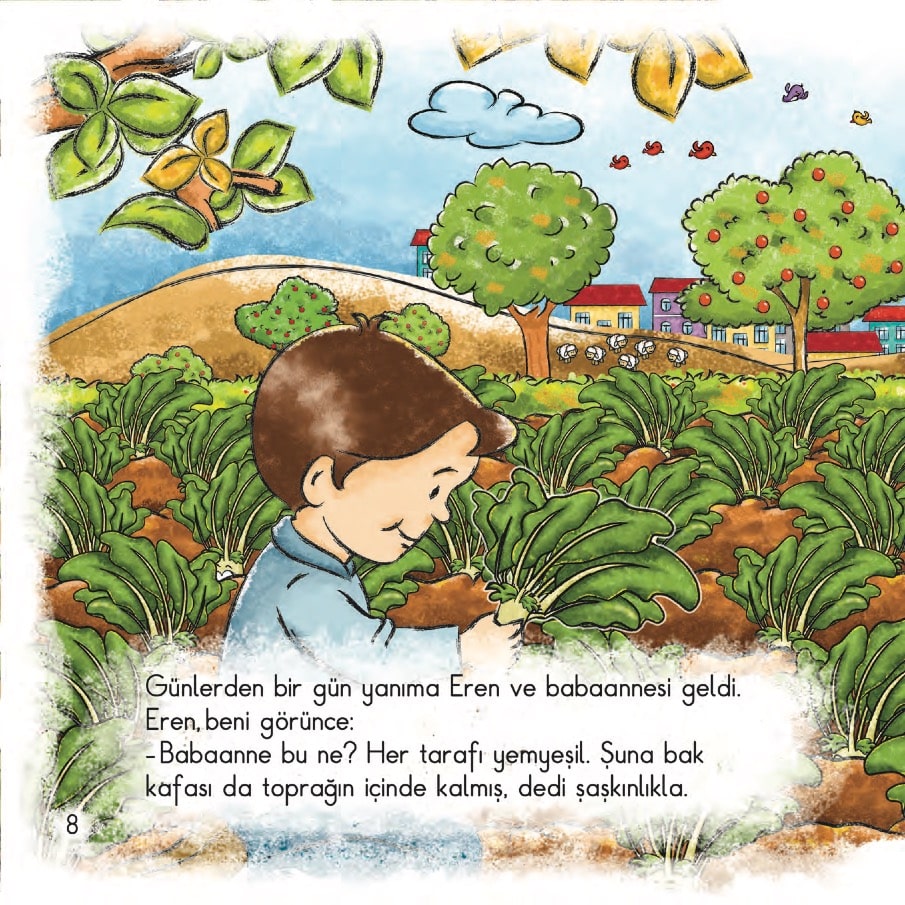 Günlerden bir gün yanıma Eren ve babaannesi geldi.
Eren, beni görünce:
-Babaanne bu ne? Her tarafı yemyeşil. Şuna bak
kafası da toprağın içinde kalmış, dedi şaşkınlıkla.
8